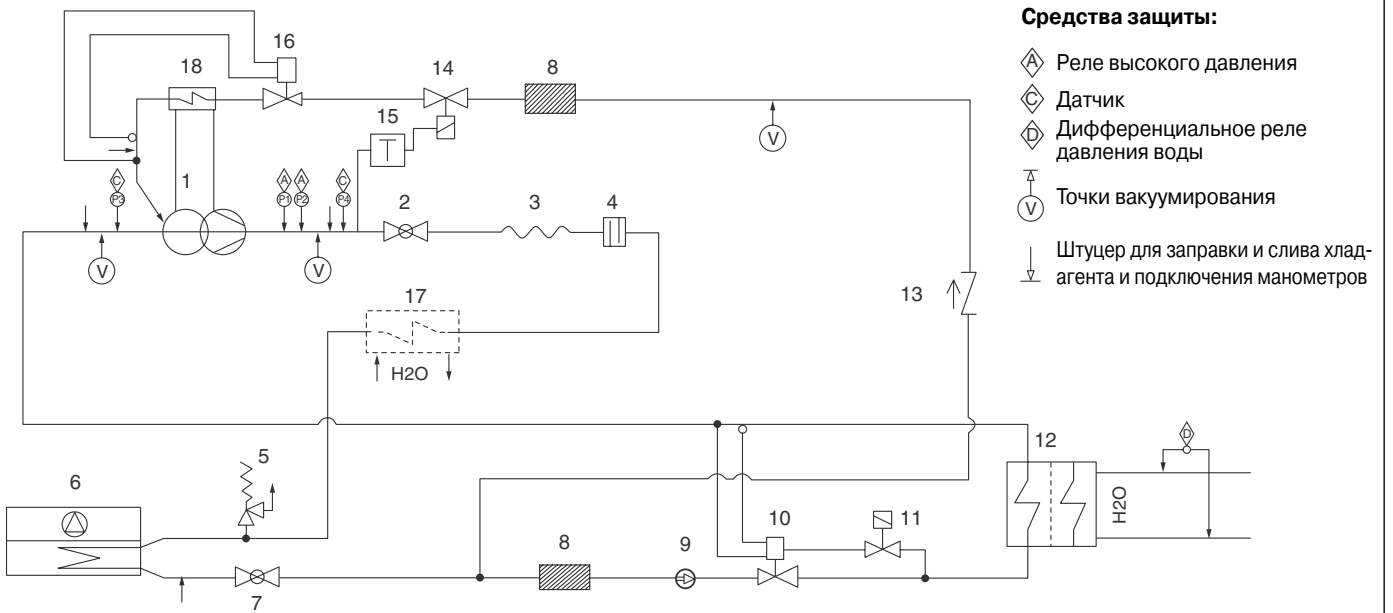 16
18
14
8
15
1
C
P3
A
P1
A
P2
C
P4
2
3
4
V
V
V
17
H2O
13
5
6
7
8
9
10
11
12
H2O
D
Средства защиты:
A Реле высокого давления
C Датчик
D Дифференциальное реле
давления воды
V Точки вакуумирования
Штуцер для заправки и слива хлад-
агента и подключения манометров